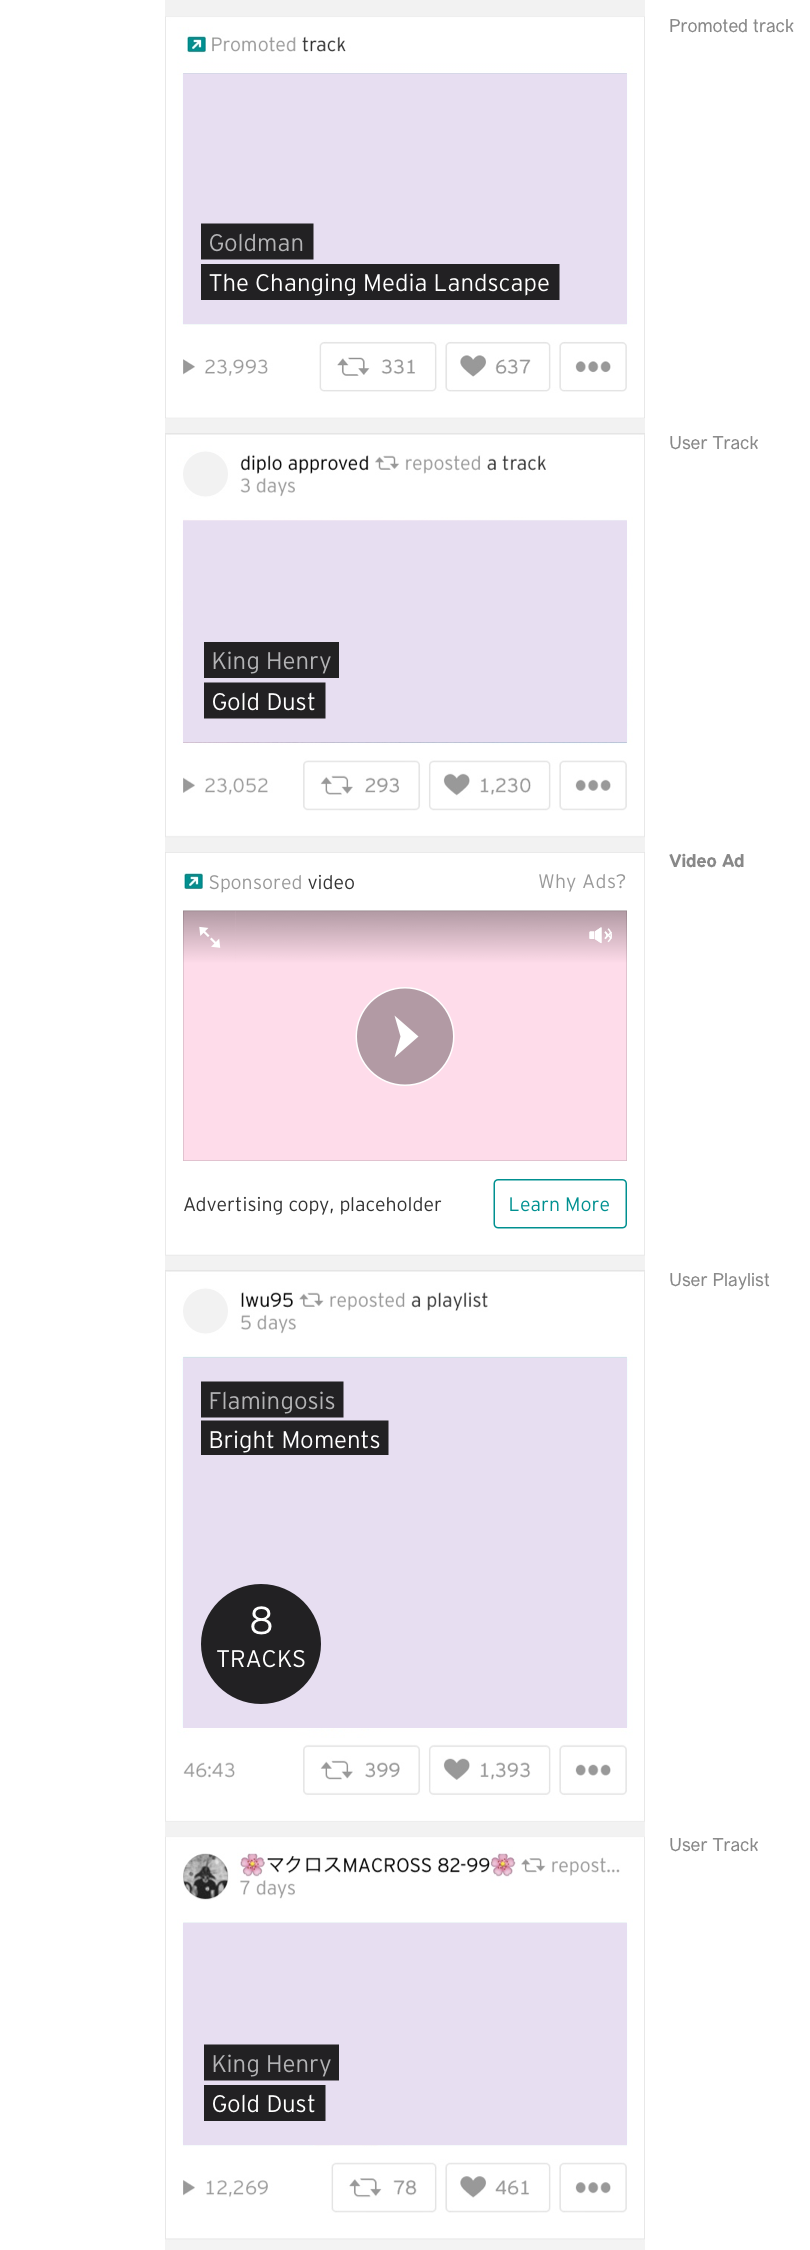 Promoted track
Promoted track
Goldman
The Changing Media Landscape
23,993 331 637
User Track
diplo approved reposted a track
3 days
King Henry
Gold Dust
23,052 293 1,230
Video Ad
Sponsored video Why Ads?
Advertising copy, placeholder Learn More
User Playlist
lwu95 reposted a playlist
5 days
Flamingosis
Bright Moments
8
TRACKS
46:43 399 1,393
User Track
🌸マクロスMACROSS 82-99🌸 repost...
7 days
King Henry
Gold Dust
12,269 78 461